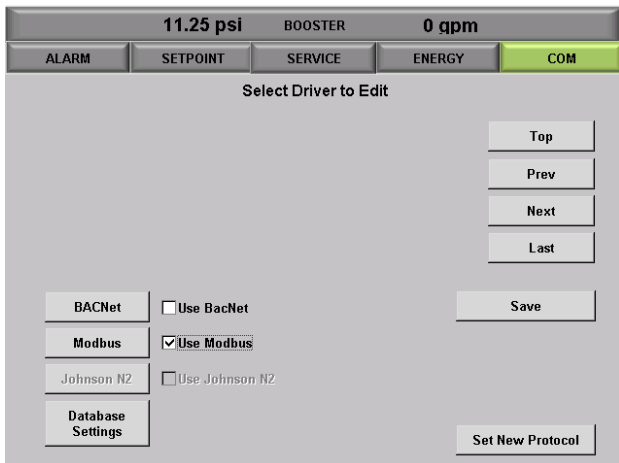 11.25 psi BOOSTER 0 gpm
ALARM SETPOINT SERVICE ENERGY COM
Select Driver to Edit
Top
Prev
Next
Last
BACNet Use BacNet Save
Modbus Use Modbus
Johnson N2 Use Johnson N2
Database
Settings
Set New Protocol